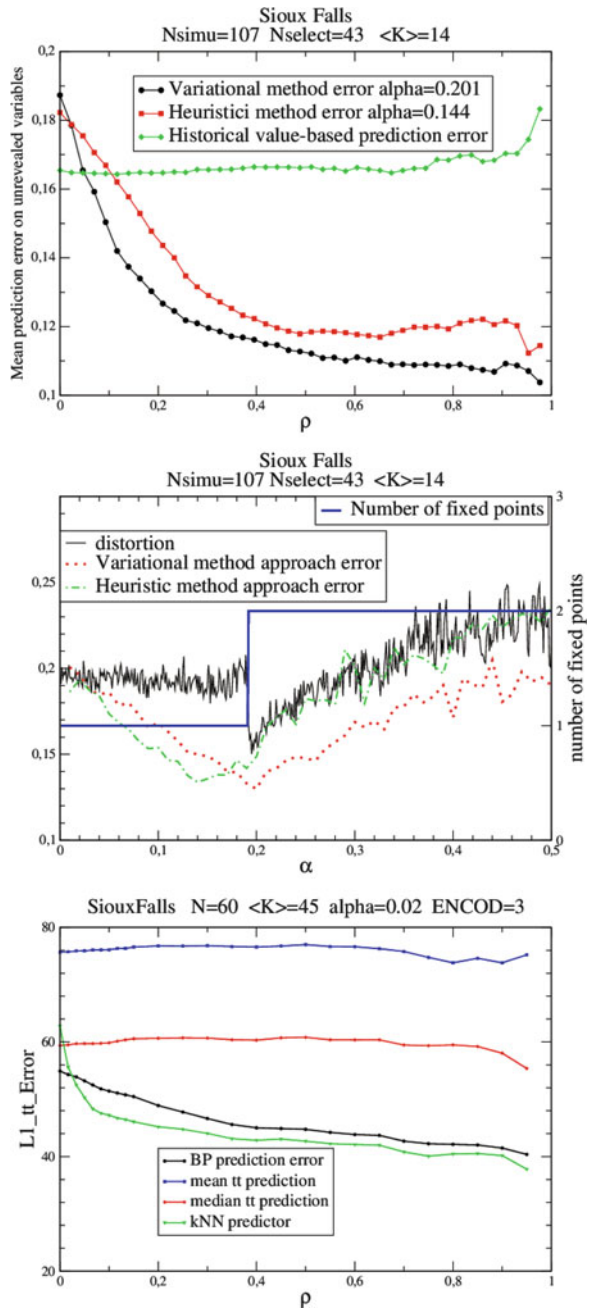 Sioux Falls
Nsimu=107 Nselect=43 <K>=14
Mean prediction error on unrevealed variables
0,2
0,18
0,16
0,14
0,12
0,1
Variational method error alpha=0.201
Heuristici method error alpha=0.144
Historical value-based prediction error
0
0,2
0,4
0,6
0,8
1
ρ
Sioux Falls
Nsimu=107 Nselect=43 <K>=14
Number of fixed points
distortion
Variational method approach error
Heuristic method approach error
0,25
0,2
0,15
0,1
3
2
1
0
number of fixed points
0
0,1
0,2
0,3
0,4
0,5
α
SiouxFalls N=60 <K>=45 alpha=0.02 ENCOD=3
L1_tt_Error
80
60
40
20
BP prediction error
mean tt prediction
median tt prediction
kNN predictor
0
0,2
0,4
0,6
0,8
1
ρ